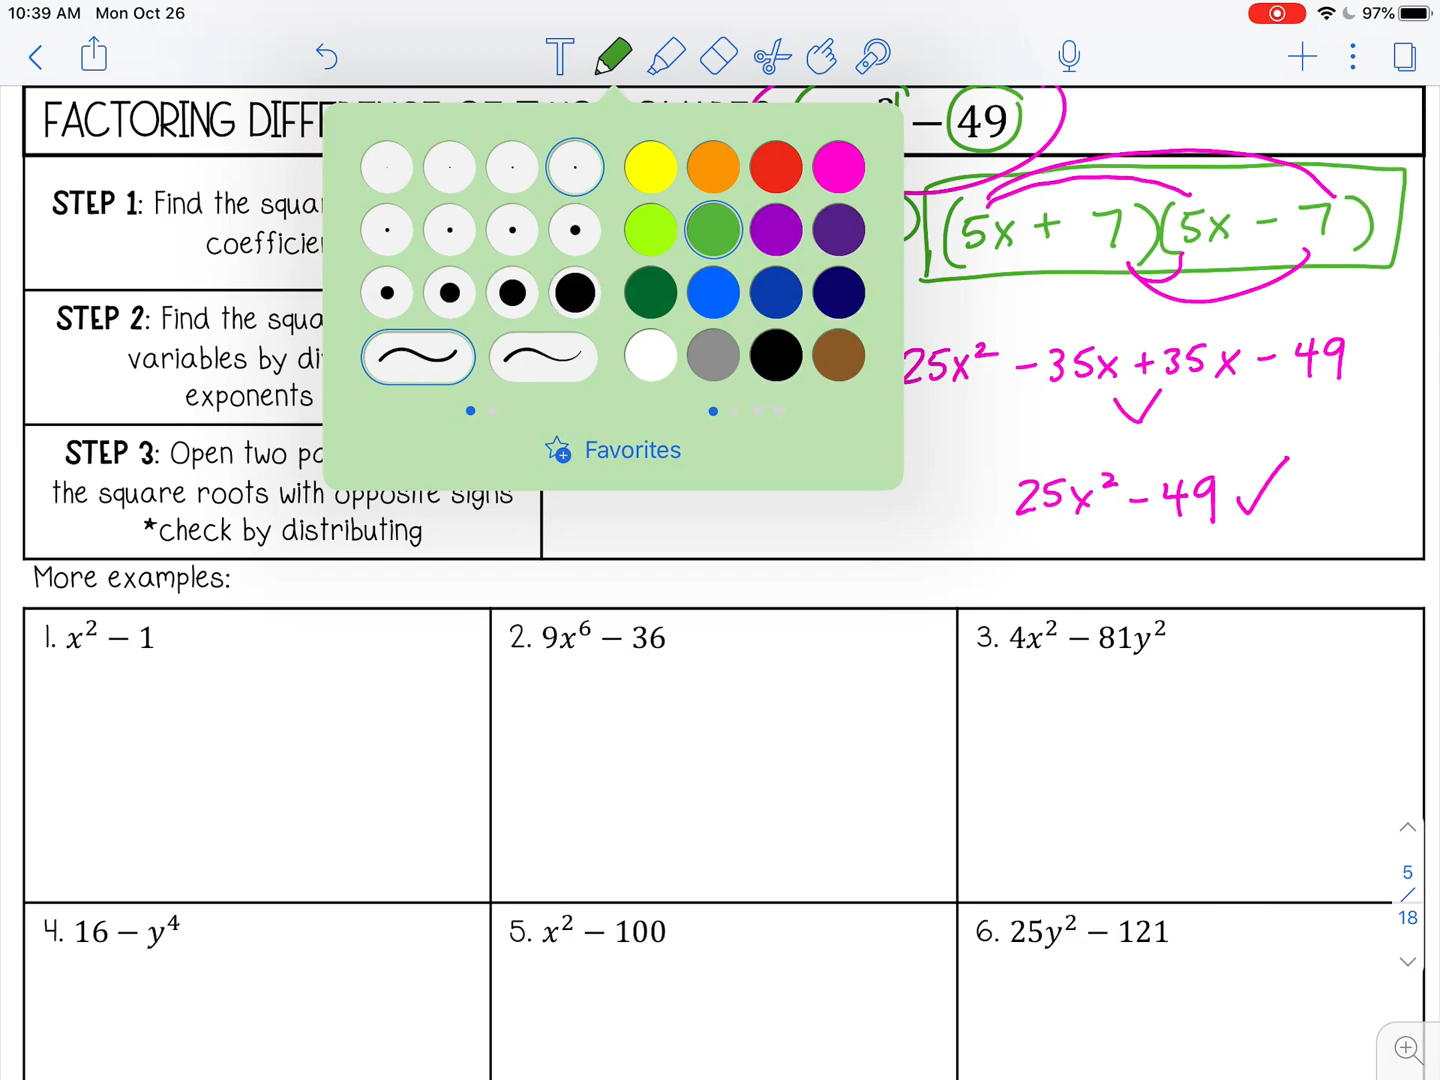 10:39 AM Mon Oct 26
97%
FACTORING DIFF
– 49
STEP 1: Find the squa
coefficie
(5x + 7)(5x – 7)
STEP 2: Find the squa
variables by di
exponents
25x² – 35x + 35x – 49
Favorites
STEP 3: Open two pa
the square roots with opposite signs
*check by distributing
25x² – 49 ✓
More examples:
1. x² – 1
2. 9x⁶ – 36
3. 4x² – 81y²
5
/
18
4. 16 – y⁴
5. x² – 100
6. 25y² – 121